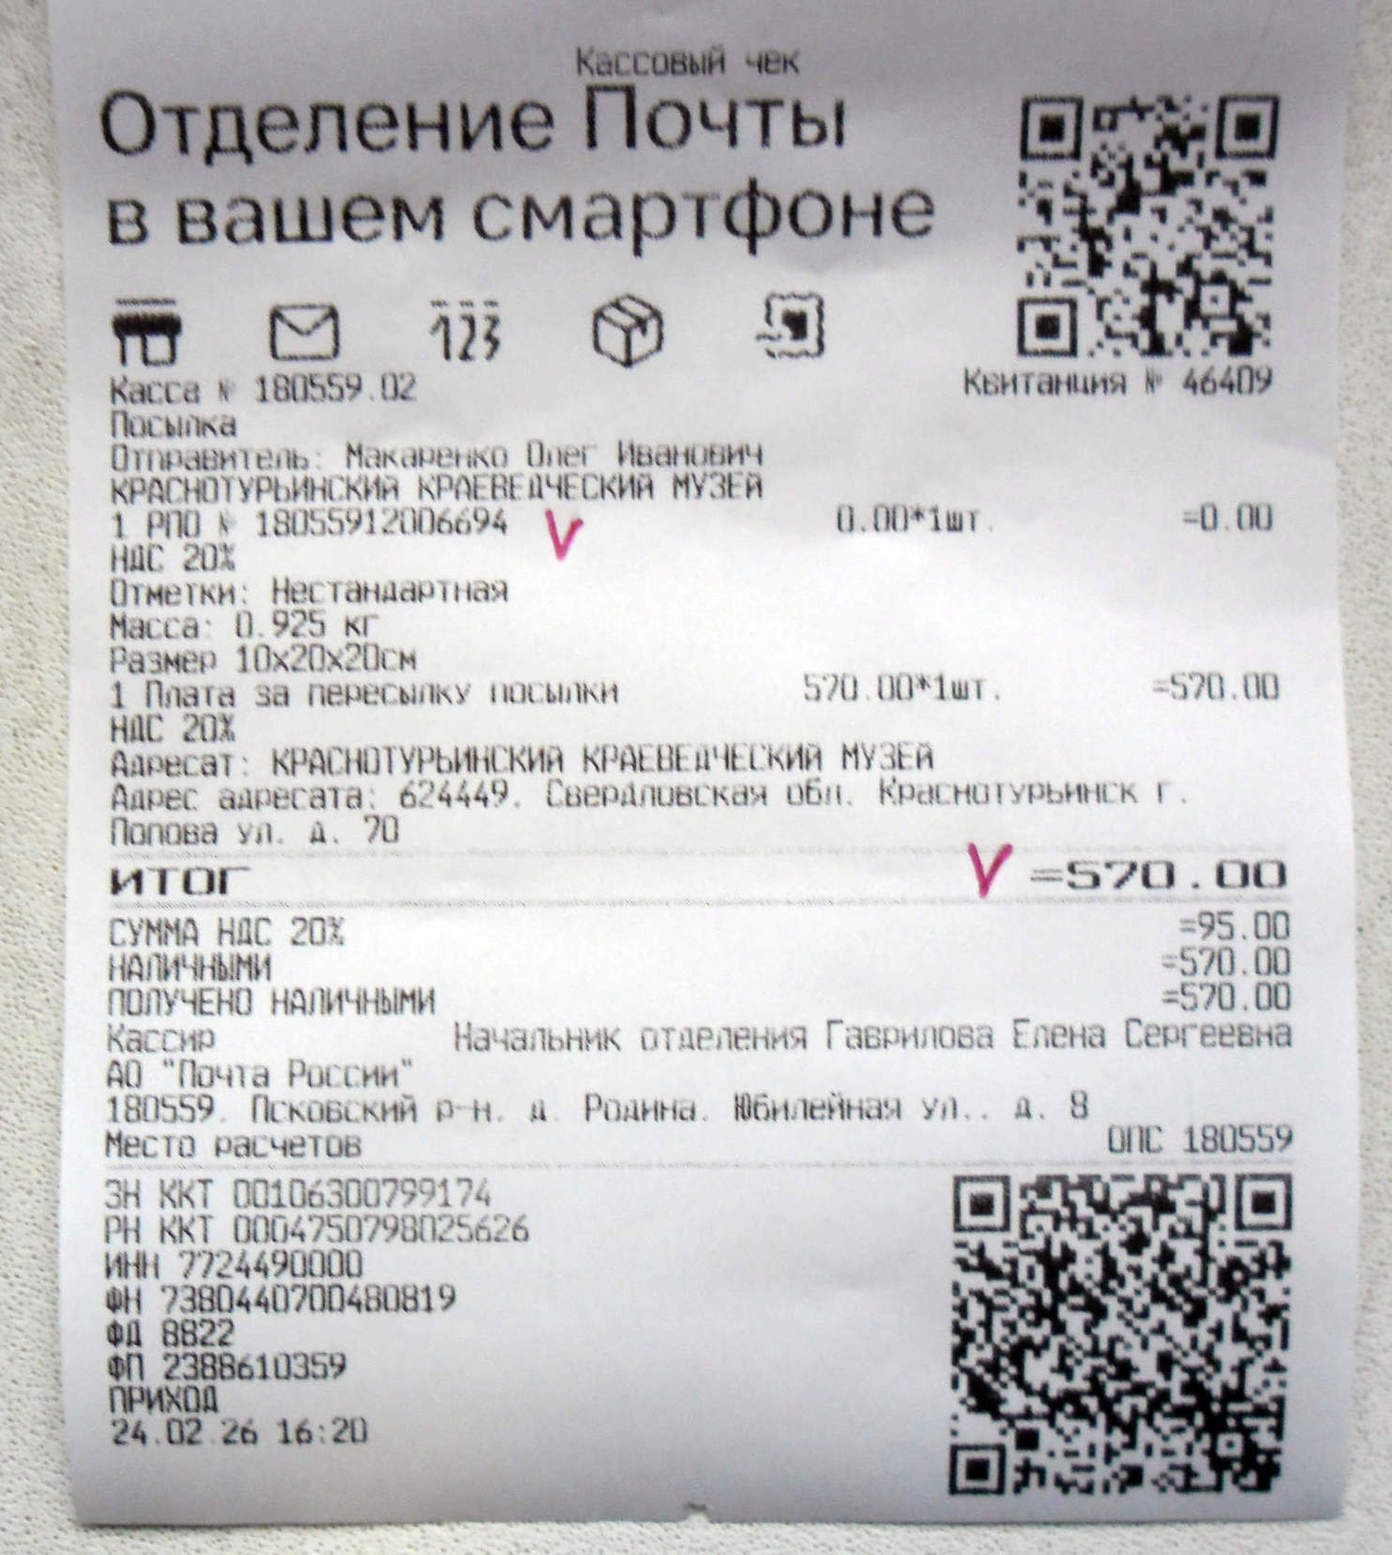 Кассовый чек
Отделение Почты
в вашем смартфоне
123
Касса № 180559.02 Квитанция № 46409
Посылка
Отправитель: Макаренко Олег Иванович
КРАСНОТУРЬИНСКИЙ КРАЕВЕДЧЕСКИЙ МУЗЕЙ
1 РПО № 18055912006694 V 0.00*1шт. =0.00
НДС 20%
Отметки: Нестандартная
Масса: 0.925 кг
Размер 10x20x20см
1 Плата за пересылку посылки 570.00*1шт. =570.00
НДС 20%
Адресат: КРАСНОТУРЬИНСКИЙ КРАЕВЕДЧЕСКИЙ МУЗЕЙ
Адрес адресата: 624449. Свердловская обл. Краснотурьинск г.
Попова ул. д. 70
ИТОГ V =570.00
СУММА НДС 20% =95.00
НАЛИЧНЫМИ =570.00
ПОЛУЧЕНО НАЛИЧНЫМИ =570.00
Кассир Начальник отделения Гаврилова Елена Сергеевна
АО "Почта России"
180559. Псковский р-н. д. Родина. Юбилейная ул.. д. 8
Место расчетов ОПС 180559
ЗН ККТ 00106300799174
РН ККТ 0004750798025626
ИНН 7724490000
ФН 7380440700480819
ФД 8822
ФП 2388610359
ПРИХОД
24.02.26 16:20